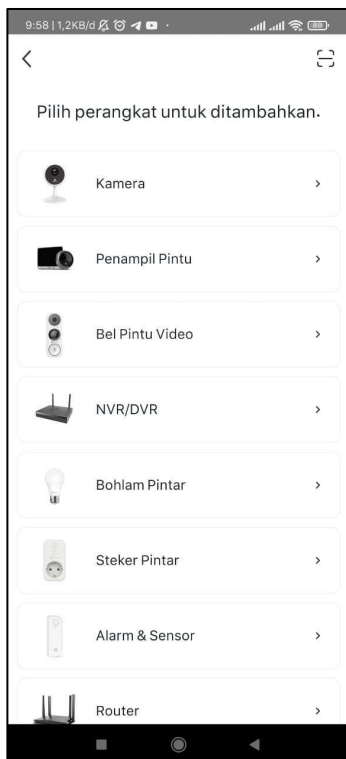 9:58 | 1,2KB/d
89
Pilih perangkat untuk ditambahkan.
Kamera
Penampil Pintu
Bel Pintu Video
NVR/DVR
Bohlam Pintar
Steker Pintar
Alarm & Sensor
Router